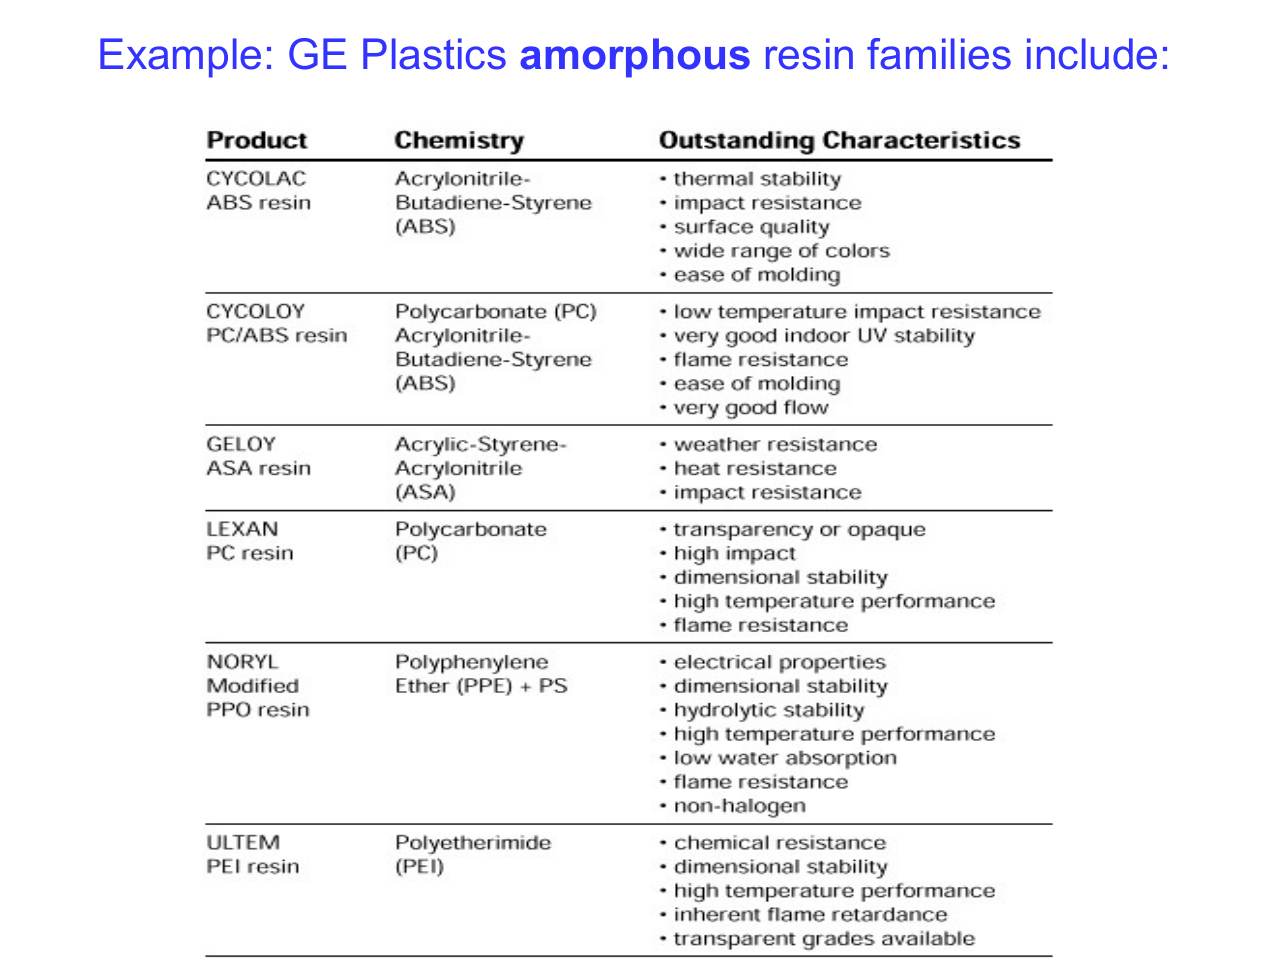 Example: GE Plastics amorphous resin families include:
Product Chemistry Outstanding Characteristics
CYCOLAC Acrylonitrile- • thermal stability
ABS resin Butadiene-Styrene • impact resistance
(ABS) • surface quality
• wide range of colors
• ease of molding
CYCOLOY Polycarbonate (PC) • low temperature impact resistance
PC/ABS resin Acrylonitrile- • very good indoor UV stability
Butadiene-Styrene • flame resistance
(ABS) • ease of molding
• very good flow
GELOY Acrylic-Styrene- • weather resistance
ASA resin Acrylonitrile • heat resistance
(ASA) • impact resistance
LEXAN Polycarbonate • transparency or opaque
PC resin (PC) • high impact
• dimensional stability
• high temperature performance
• flame resistance
NORYL Polyphenylene • electrical properties
Modified Ether (PPE) + PS • dimensional stability
PPO resin • hydrolytic stability
• high temperature performance
• low water absorption
• flame resistance
• non-halogen
ULTEM Polyetherimide • chemical resistance
PEI resin (PEI) • dimensional stability
• high temperature performance
• inherent flame retardance
• transparent grades available